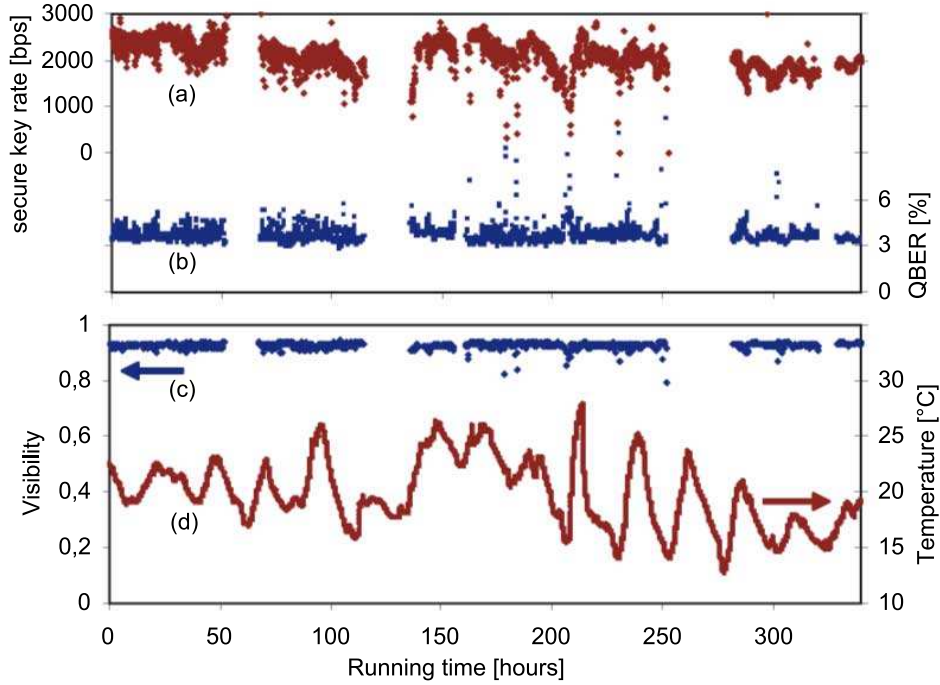 3000
2000
1000
0
secure key rate [bps]
(a)
(b)
6
3
0
QBER [%]
1
0,8
0,6
0,4
0,2
0
Visibility
(c)
(d)
30
25
20
15
10
Temperature [°C]
0 50 100 150 200 250 300
Running time [hours]